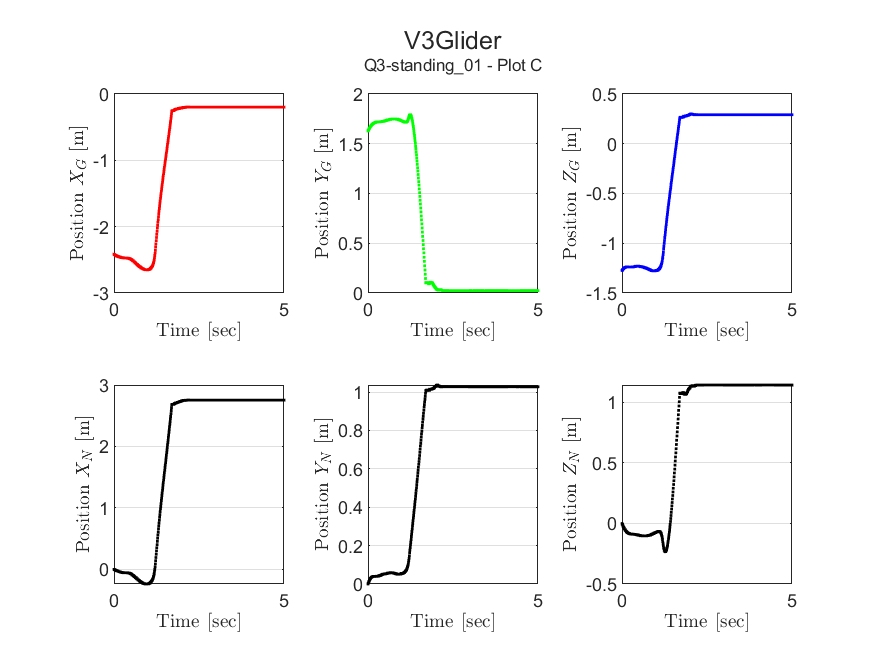 V3Glider
Q3-standing_01 - Plot C
Position X_G [m]
0
-1
-2
-3
0
5
Time [sec]
Position Y_G [m]
2
1.5
1
0.5
0
0
5
Time [sec]
Position Z_G [m]
0.5
0
-0.5
-1
-1.5
0
5
Time [sec]
Position X_N [m]
3
2
1
0
0
5
Time [sec]
Position Y_N [m]
1
0.8
0.6
0.4
0.2
0
0
5
Time [sec]
Position Z_N [m]
1
0.5
0
-0.5
0
5
Time [sec]